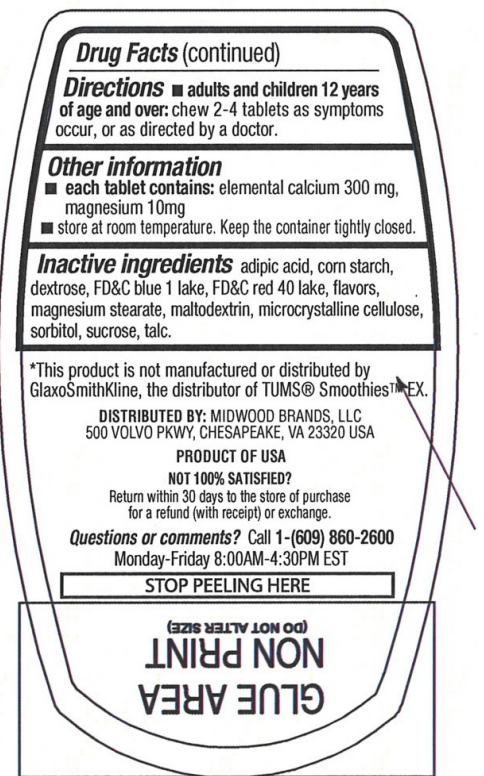 Drug Facts (continued)
Directions ■ adults and children 12 years
of age and over: chew 2-4 tablets as symptoms
occur, or as directed by a doctor.
Other information
■ each tablet contains: elemental calcium 300 mg,
magnesium 10mg
■ store at room temperature. Keep the container tightly closed.
Inactive ingredients adipic acid, corn starch,
dextrose, FD&C blue 1 lake, FD&C red 40 lake, flavors,
magnesium stearate, maltodextrin, microcrystalline cellulose,
sorbitol, sucrose, talc.
*This product is not manufactured or distributed by
GlaxoSmithKline, the distributor of TUMS® Smoothies™ EX.
DISTRIBUTED BY: MIDWOOD BRANDS, LLC
500 VOLVO PKWY, CHESAPEAKE, VA 23320 USA
PRODUCT OF USA
NOT 100% SATISFIED?
Return within 30 days to the store of purchase
for a refund (with receipt) or exchange.
Questions or comments? Call 1-(609) 860-2600
Monday-Friday 8:00AM-4:30PM EST
STOP PEELING HERE
GLUE AREA
NON PRINT
(DO NOT ALTER SIZE)